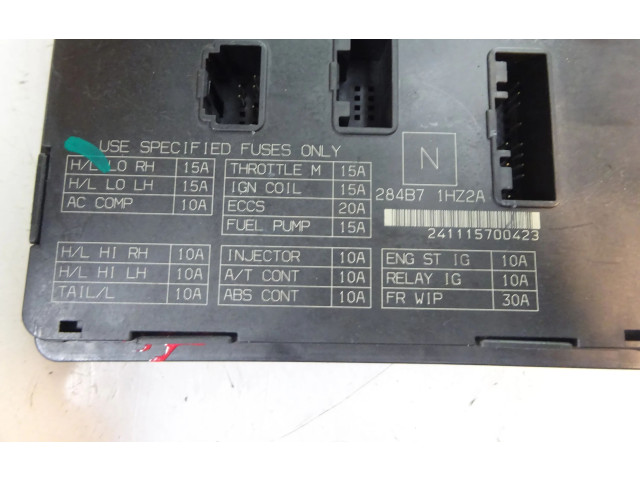 USE SPECIFIED FUSES ONLY
H/L LO RH 15A
H/L LO LH 15A
AC COMP 10A
THROTTLE M 15A
IGN COIL 15A
ECCS 20A
FUEL PUMP 15A
N
284B7 1HZ2A
241115700423
H/L HI RH 10A
H/L HI LH 10A
TAIL/L 10A
INJECTOR 10A
A/T CONT 10A
ABS CONT 10A
ENG ST IG 10A
RELAY IG 10A
FR WIP 30A